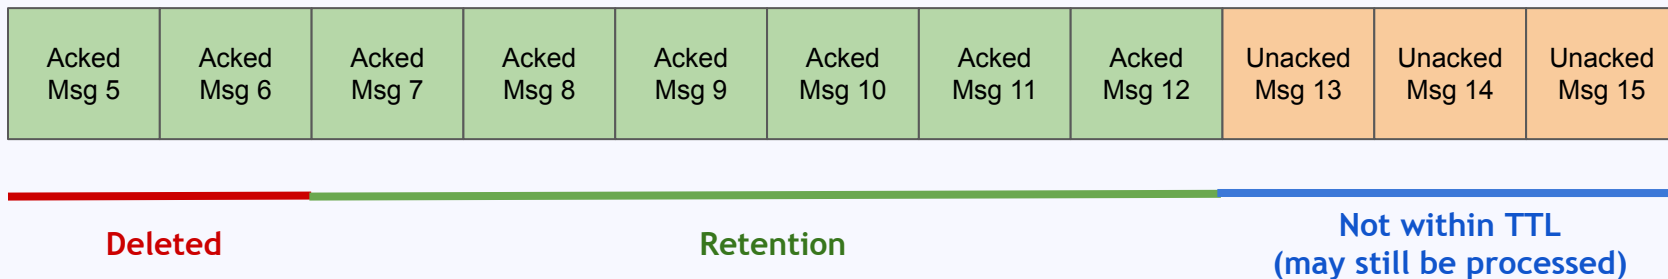 Acked
Msg 5
Acked
Msg 6
Acked
Msg 7
Acked
Msg 8
Acked
Msg 9
Acked
Msg 10
Acked
Msg 11
Acked
Msg 12
Unacked
Msg 13
Unacked
Msg 14
Unacked
Msg 15
Deleted
Retention
Not within TTL
(may still be processed)